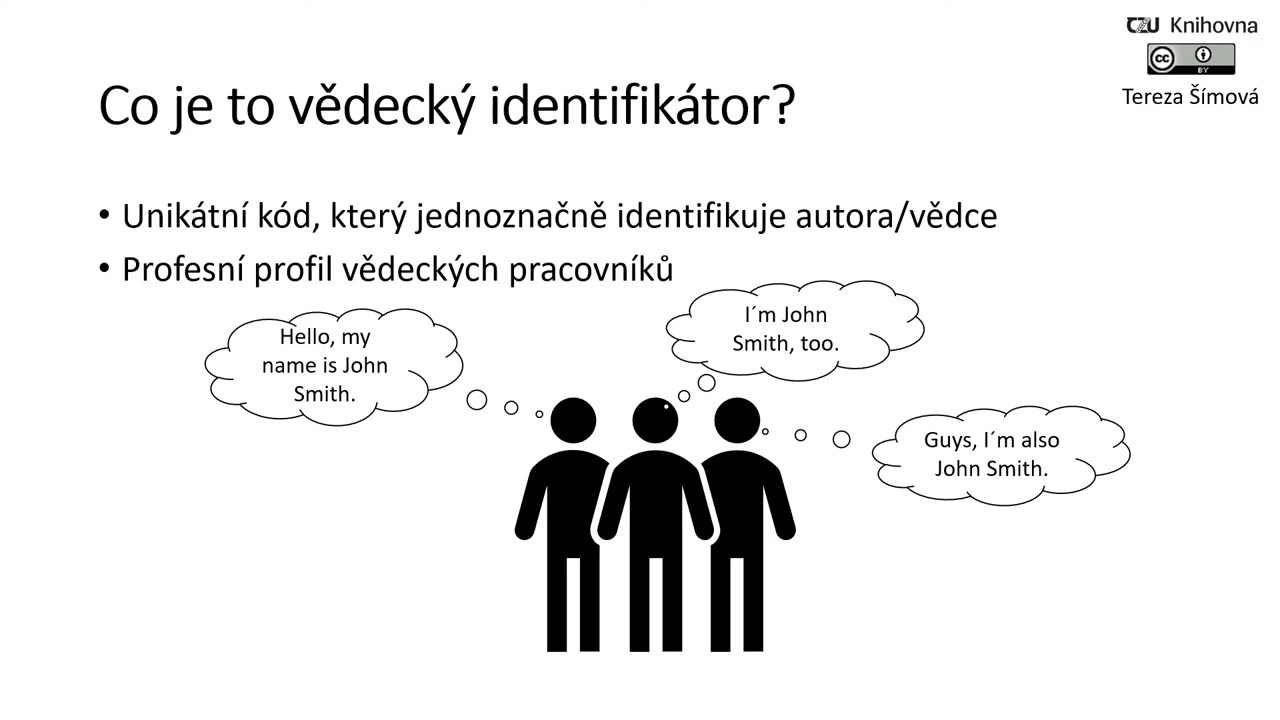 ČZU Knihovna
cc BY
Tereza Šímová
Co je to vědecký identifikátor?
• Unikátní kód, který jednoznačně identifikuje autora/vědce
• Profesní profil vědeckých pracovníků
Hello, my
name is John
Smith.
I´m John
Smith, too.
Guys, I´m also
John Smith.